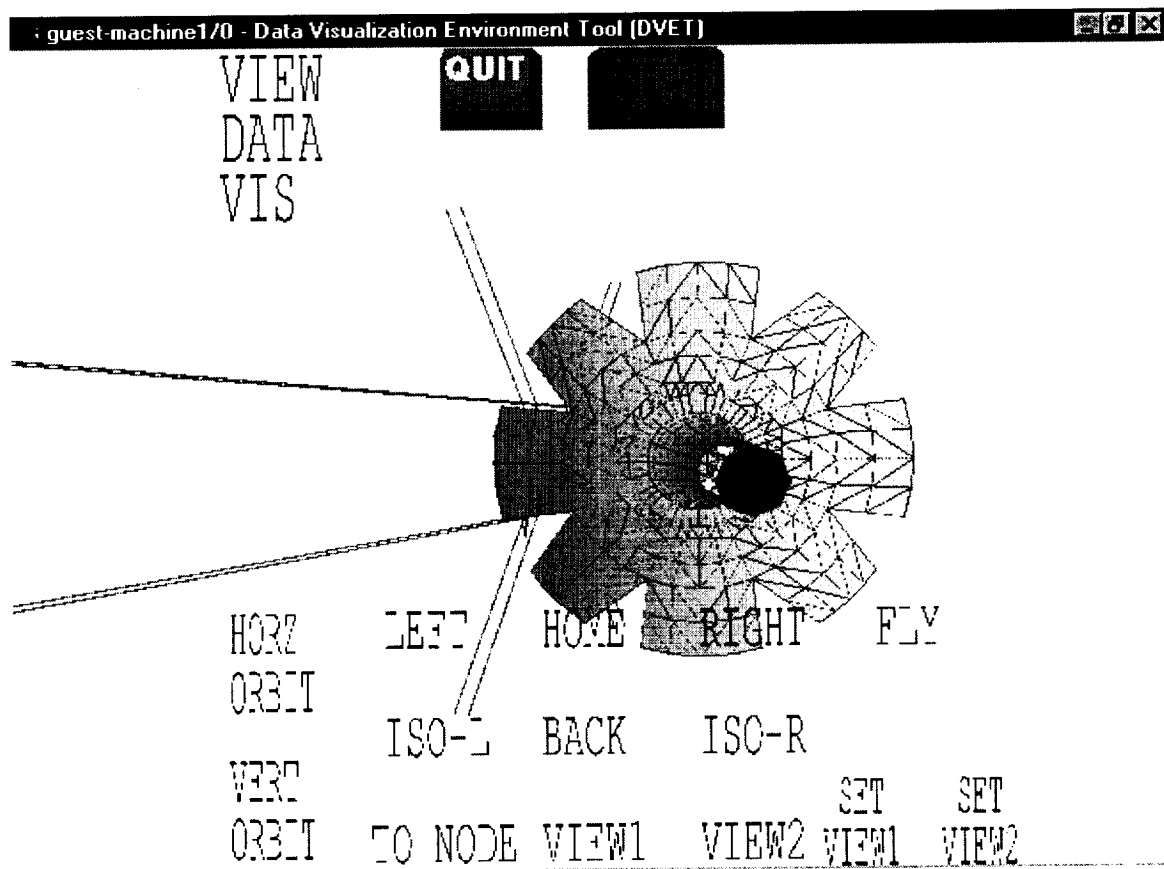 guest-machine1/0 - Data Visualization Environment Tool (DVET)
VIEW
DATA
VIS
QUIT
HORZ
ORBIT
LEFT
HOME
RIGHT
FLY
ISO-L
BACK
ISO-R
VERT
ORBIT
TO NODE
VIEW1
VIEW2
SET
VIEW1
SET
VIEW2